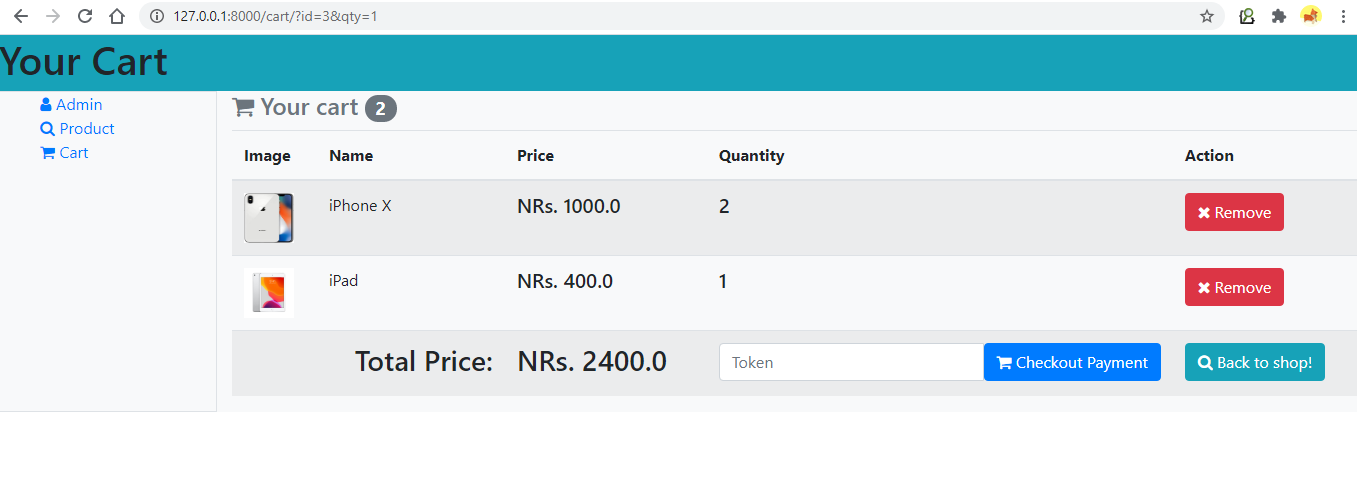 127.0.0.1:8000/cart/?id=3&qty=1
Your Cart
Admin
Product
Cart
Your cart 2
Image Name Price Quantity Action
iPhone X NRs. 1000.0 2 Remove
iPad NRs. 400.0 1 Remove
Total Price: NRs. 2400.0 Token Checkout Payment Back to shop!